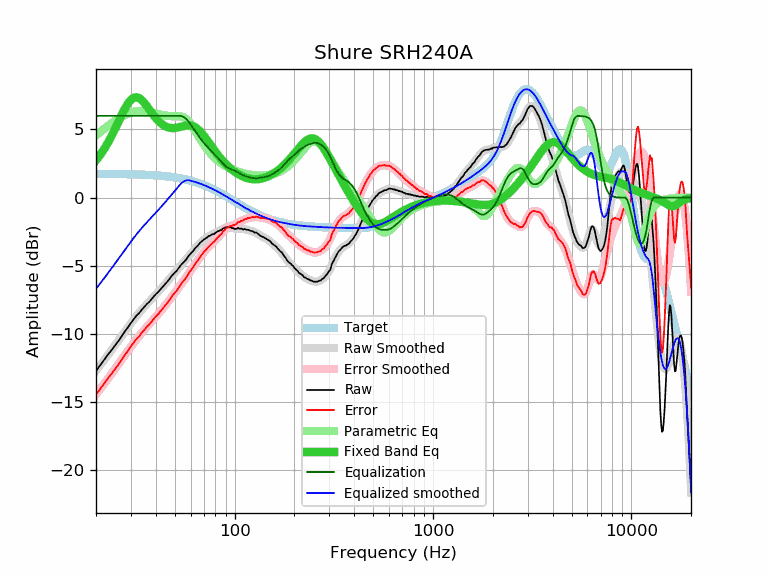 Shure SRH240A
Amplitude (dBr)
5
0
−5
−10
−15
−20
Target
Raw Smoothed
Error Smoothed
Raw
Error
Parametric Eq
Fixed Band Eq
Equalization
Equalized smoothed
100
1000
10000
Frequency (Hz)